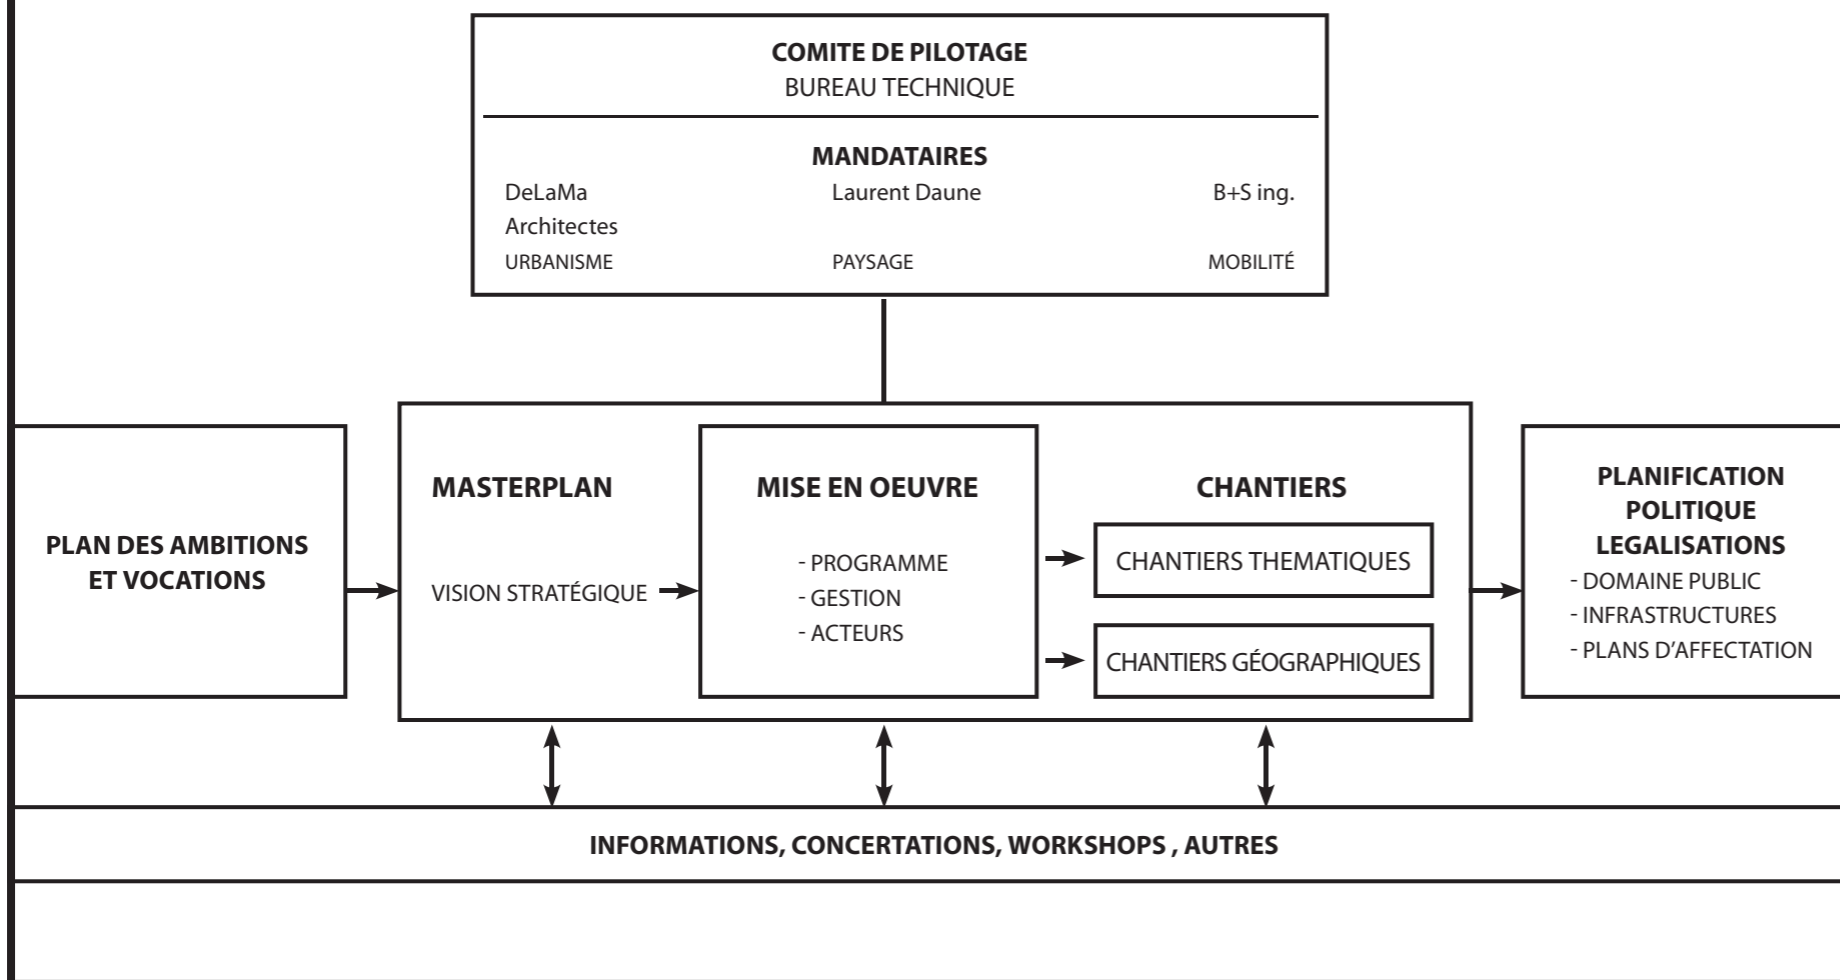 COMITE DE PILOTAGE
BUREAU TECHNIQUE
MANDATAIRES
DeLaMa
Architectes
URBANISME
Laurent Daune
PAYSAGE
B+S ing.
MOBILITÉ
PLAN DES AMBITIONS
ET VOCATIONS
MASTERPLAN
VISION STRATÉGIQUE
MISE EN OEUVRE
- PROGRAMME
- GESTION
- ACTEURS
CHANTIERS
CHANTIERS THEMATIQUES
CHANTIERS GÉOGRAPHIQUES
PLANIFICATION
POLITIQUE
LEGALISATIONS
- DOMAINE PUBLIC
- INFRASTRUCTURES
- PLANS D'AFFECTATION
INFORMATIONS, CONCERTATIONS, WORKSHOPS , AUTRES